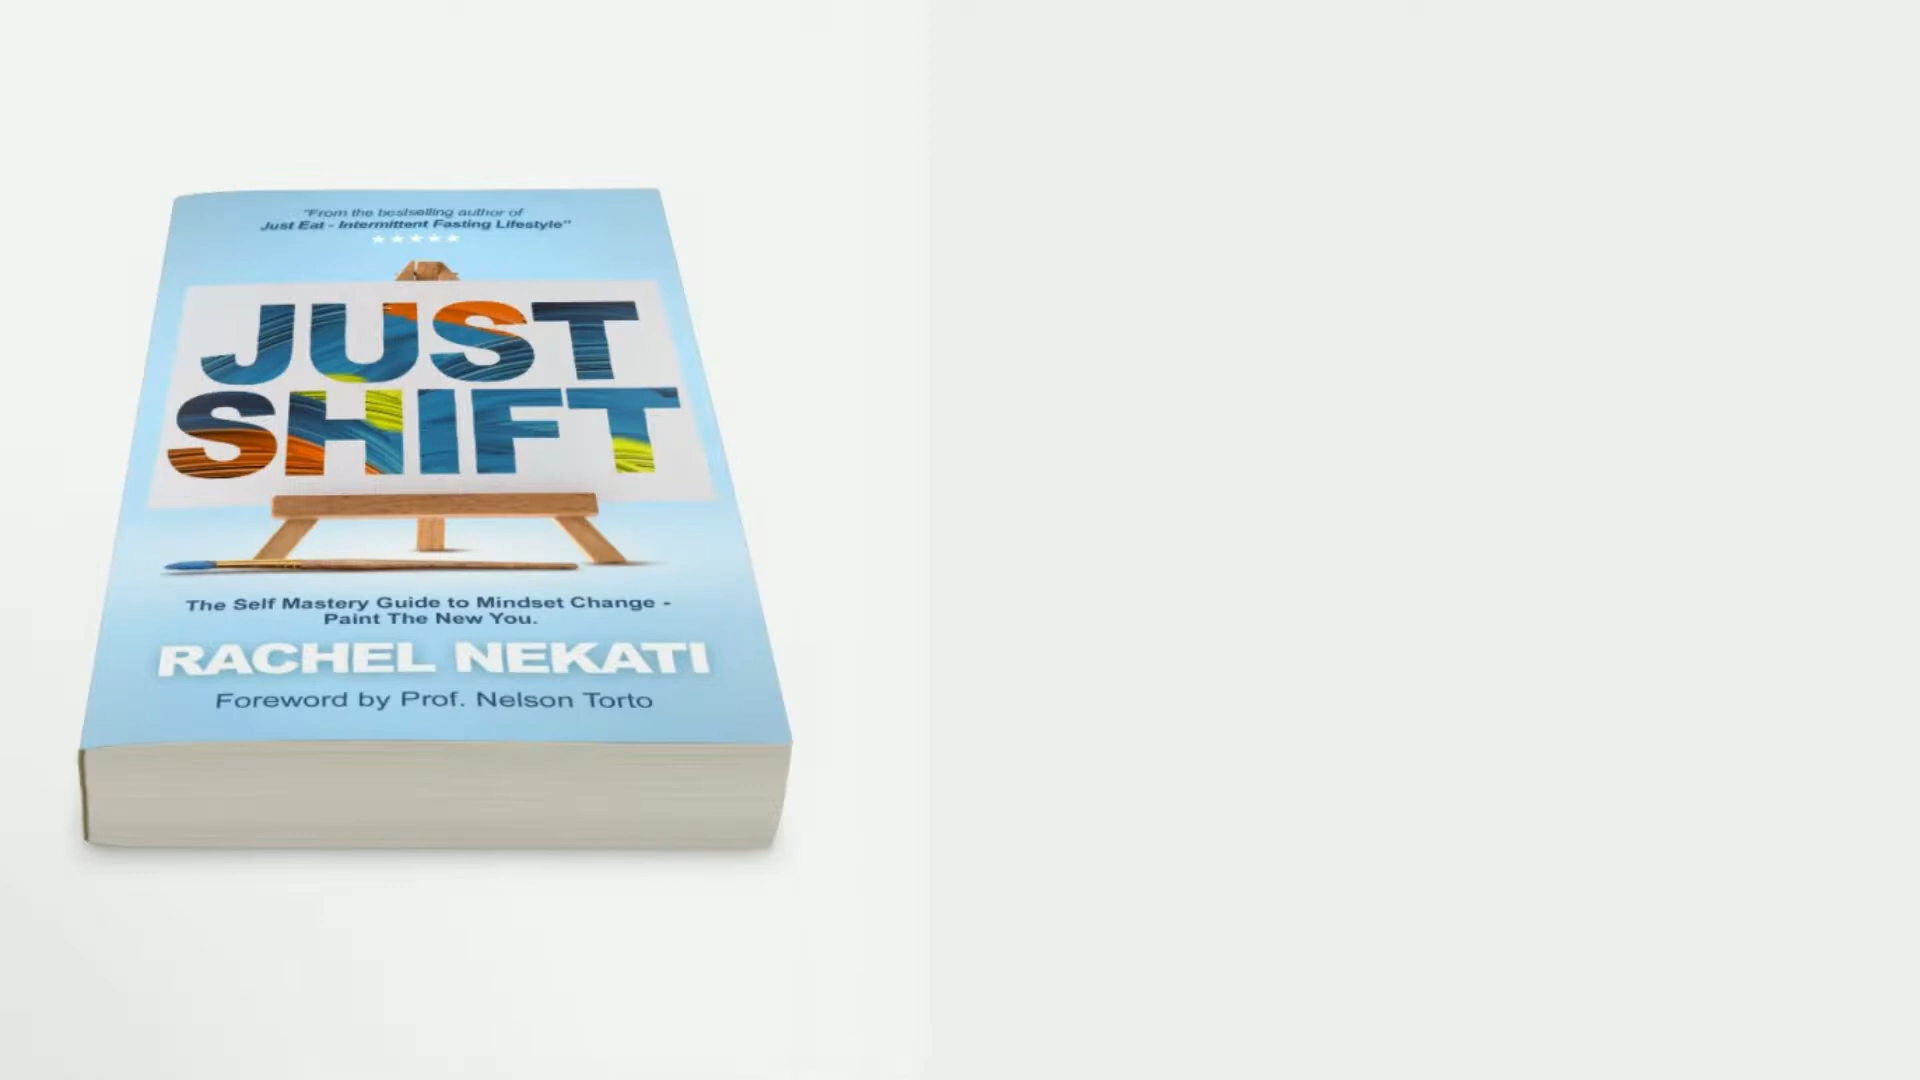 "From the bestselling author of
Just Eat - Intermittent Fasting Lifestyle"
JUST
SHIFT
The Self Mastery Guide to Mindset Change -
Paint The New You.
RACHEL NEKATI
Foreword by Prof. Nelson Torto